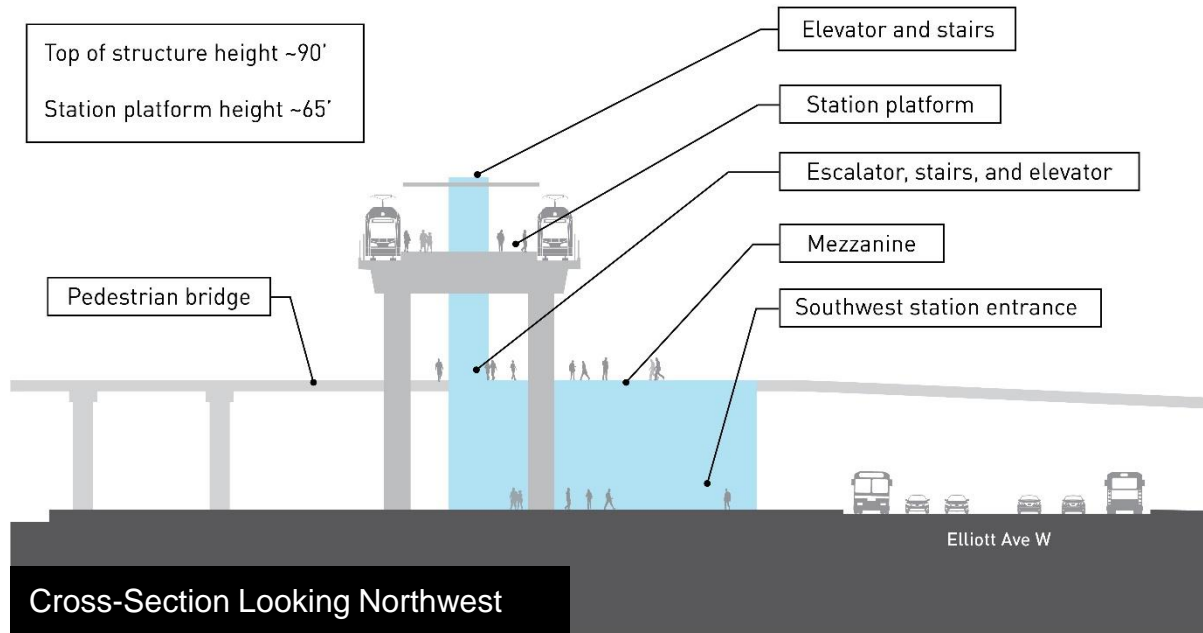 Top of structure height ~90'
Station platform height ~65'
Elevator and stairs
Station platform
Escalator, stairs, and elevator
Mezzanine
Pedestrian bridge
Southwest station entrance
Elliott Ave W
Cross-Section Looking Northwest